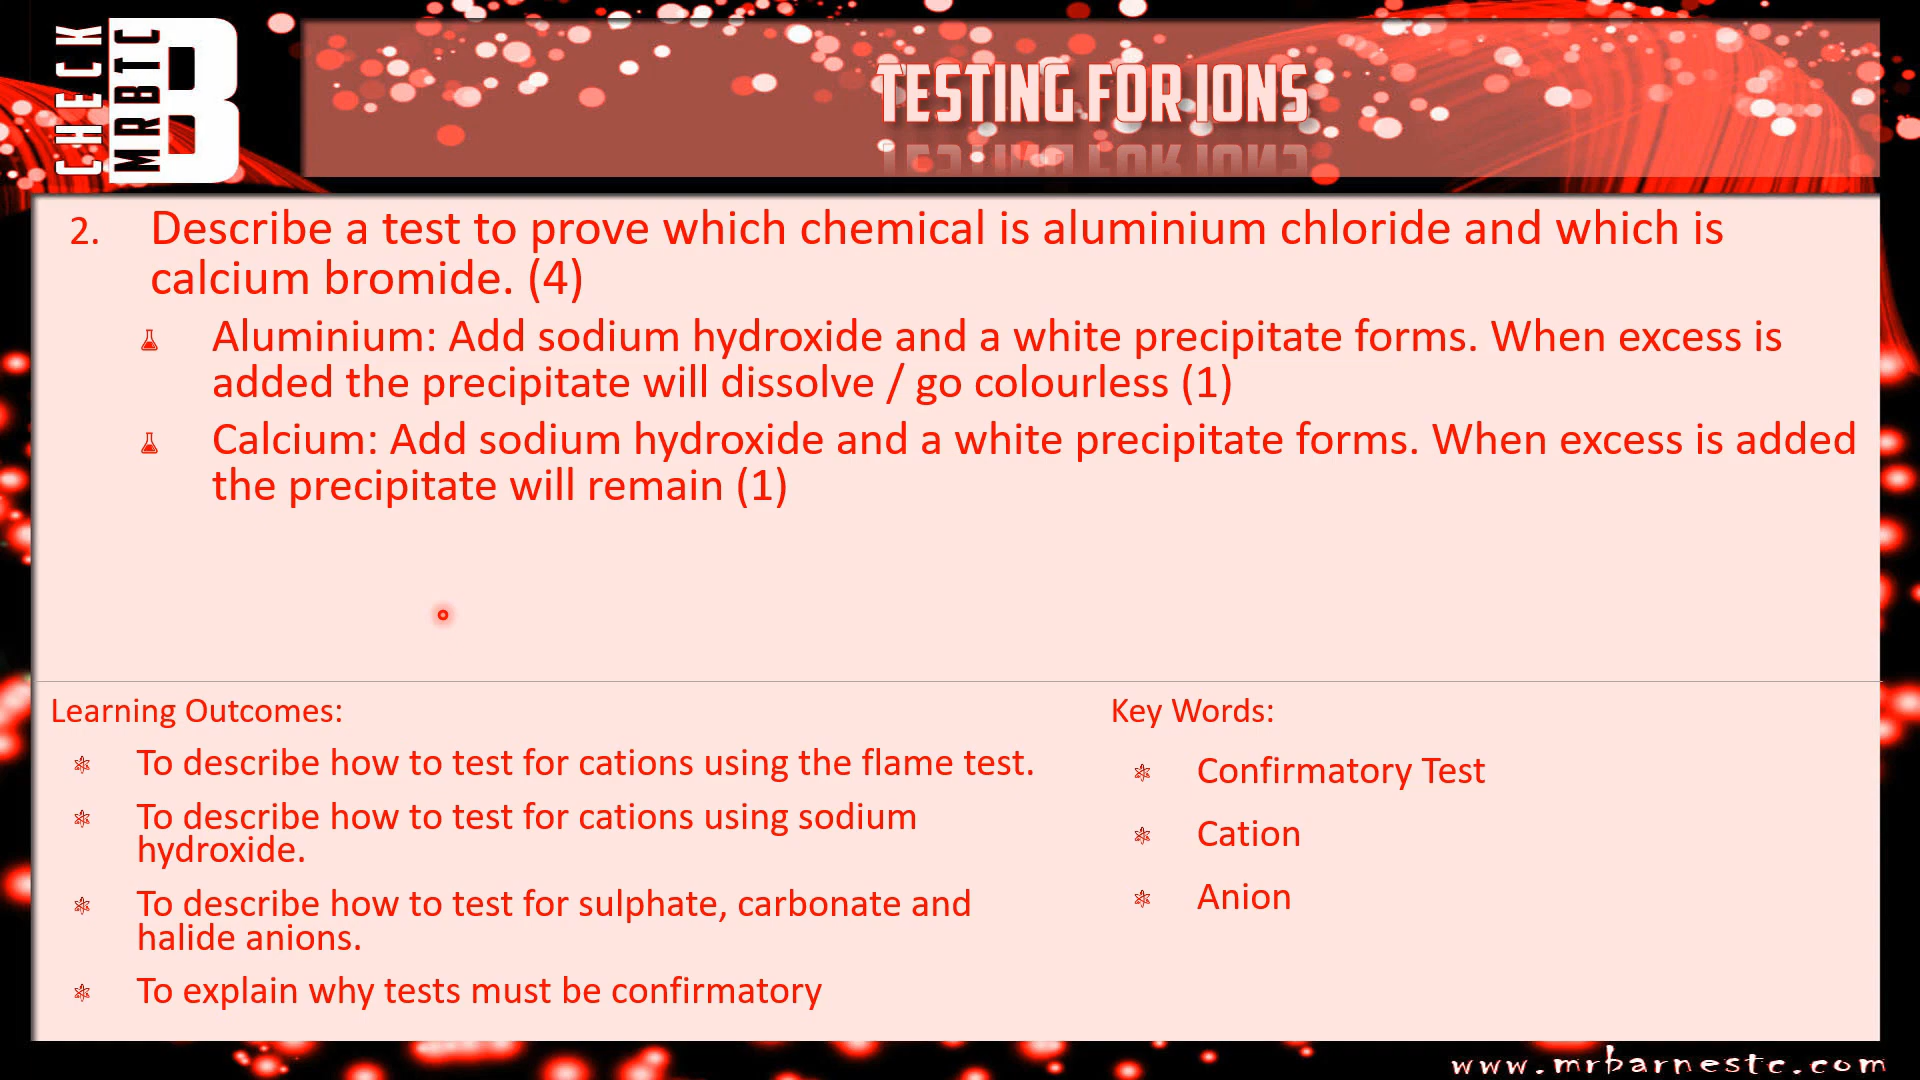 CHECK
MRBTC
B
TESTING FOR IONS
2. Describe a test to prove which chemical is aluminium chloride and which is
calcium bromide. (4)
Aluminium: Add sodium hydroxide and a white precipitate forms. When excess is
added the precipitate will dissolve / go colourless (1)
Calcium: Add sodium hydroxide and a white precipitate forms. When excess is added
the precipitate will remain (1)
Learning Outcomes:
To describe how to test for cations using the flame test.
To describe how to test for cations using sodium
hydroxide.
To describe how to test for sulphate, carbonate and
halide anions.
To explain why tests must be confirmatory
Key Words:
Confirmatory Test
Cation
Anion
www.mrbarnestc.com